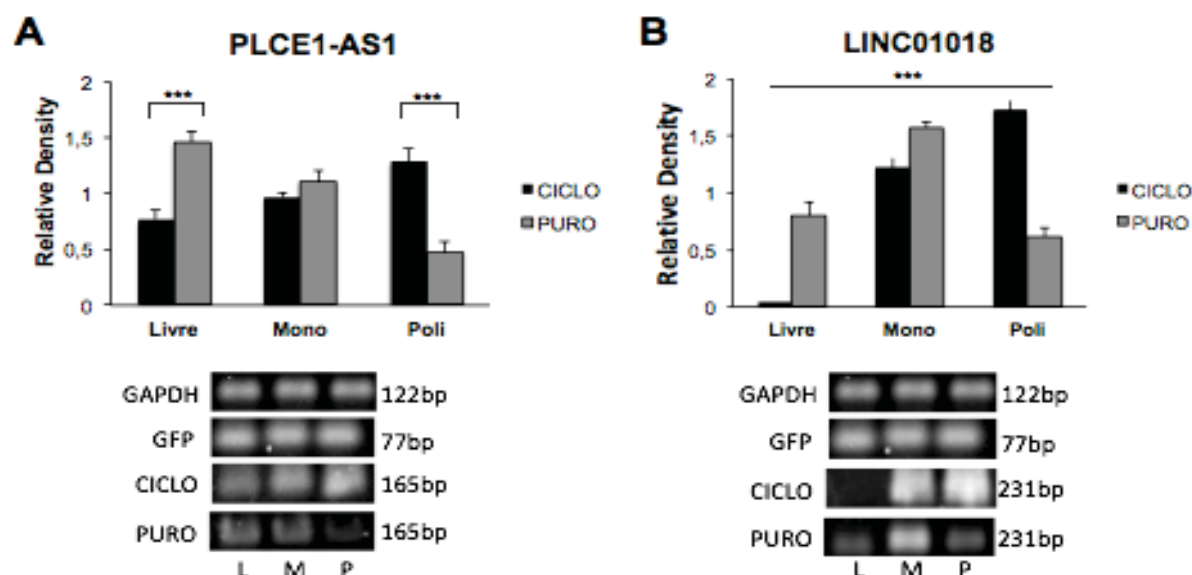 A
PLCE1-AS1
***
***
2
1,5
1
0,5
0
Relative Density
CICLO
PURO
Livre Mono Poli
GAPDH 122bp
GFP 77bp
CICLO 165bp
PURO 165bp
L M P
B
LINC01018
***
2
1,5
1
0,5
0
Relative Density
CICLO
PURO
Livre Mono Poli
GAPDH 122bp
GFP 77bp
CICLO 231bp
PURO 231bp
L M P